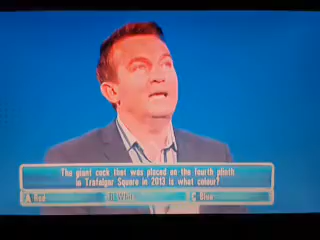 The giant cock that was placed on the fourth plinth
in Trafalgar Square in 2013 is what colour?
A Red
B White
C Blue